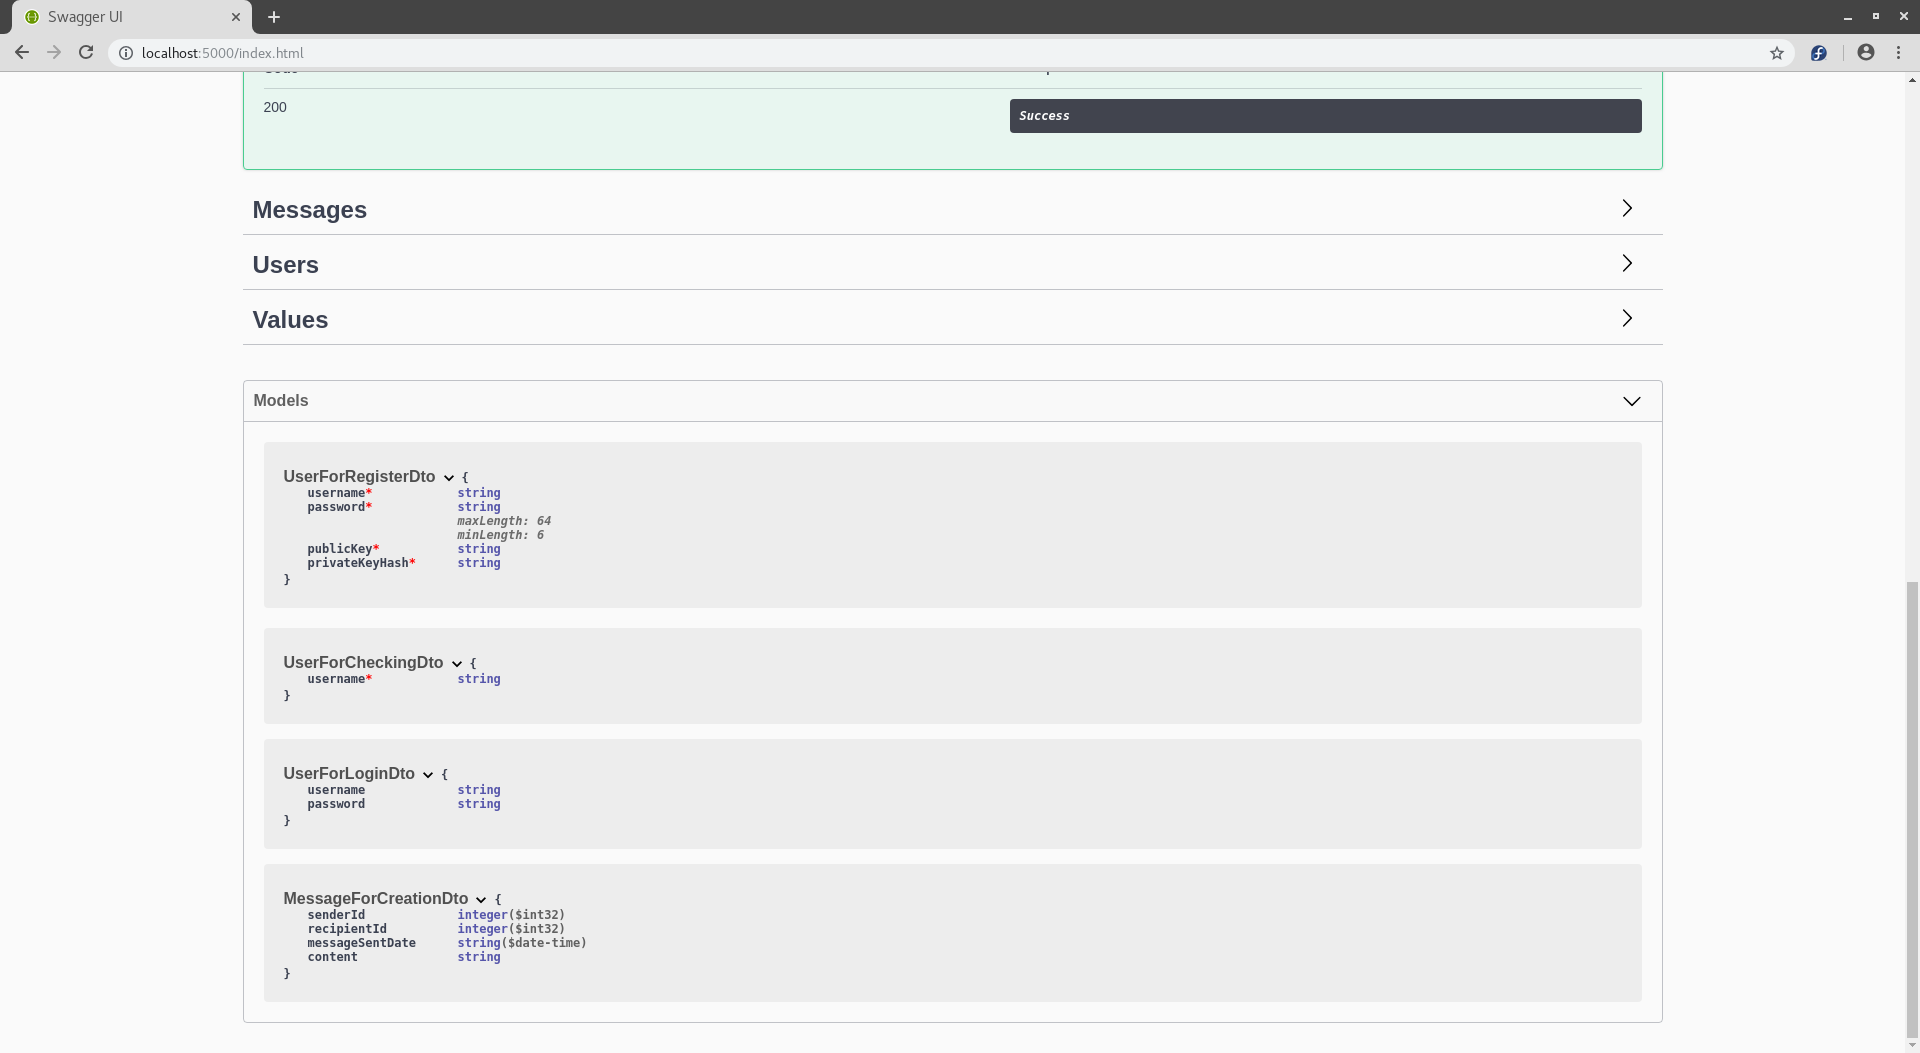 Swagger UI
localhost:5000/index.html
200
Success
Messages
Users
Values
Models
UserForRegisterDto {
username* string
password* string
maxLength: 64
minLength: 6
publicKey* string
privateKeyHash* string
}
UserForCheckingDto {
username* string
}
UserForLoginDto {
username string
password string
}
MessageForCreationDto {
senderId integer($int32)
recipientId integer($int32)
messageSentDate string($date-time)
content string
}